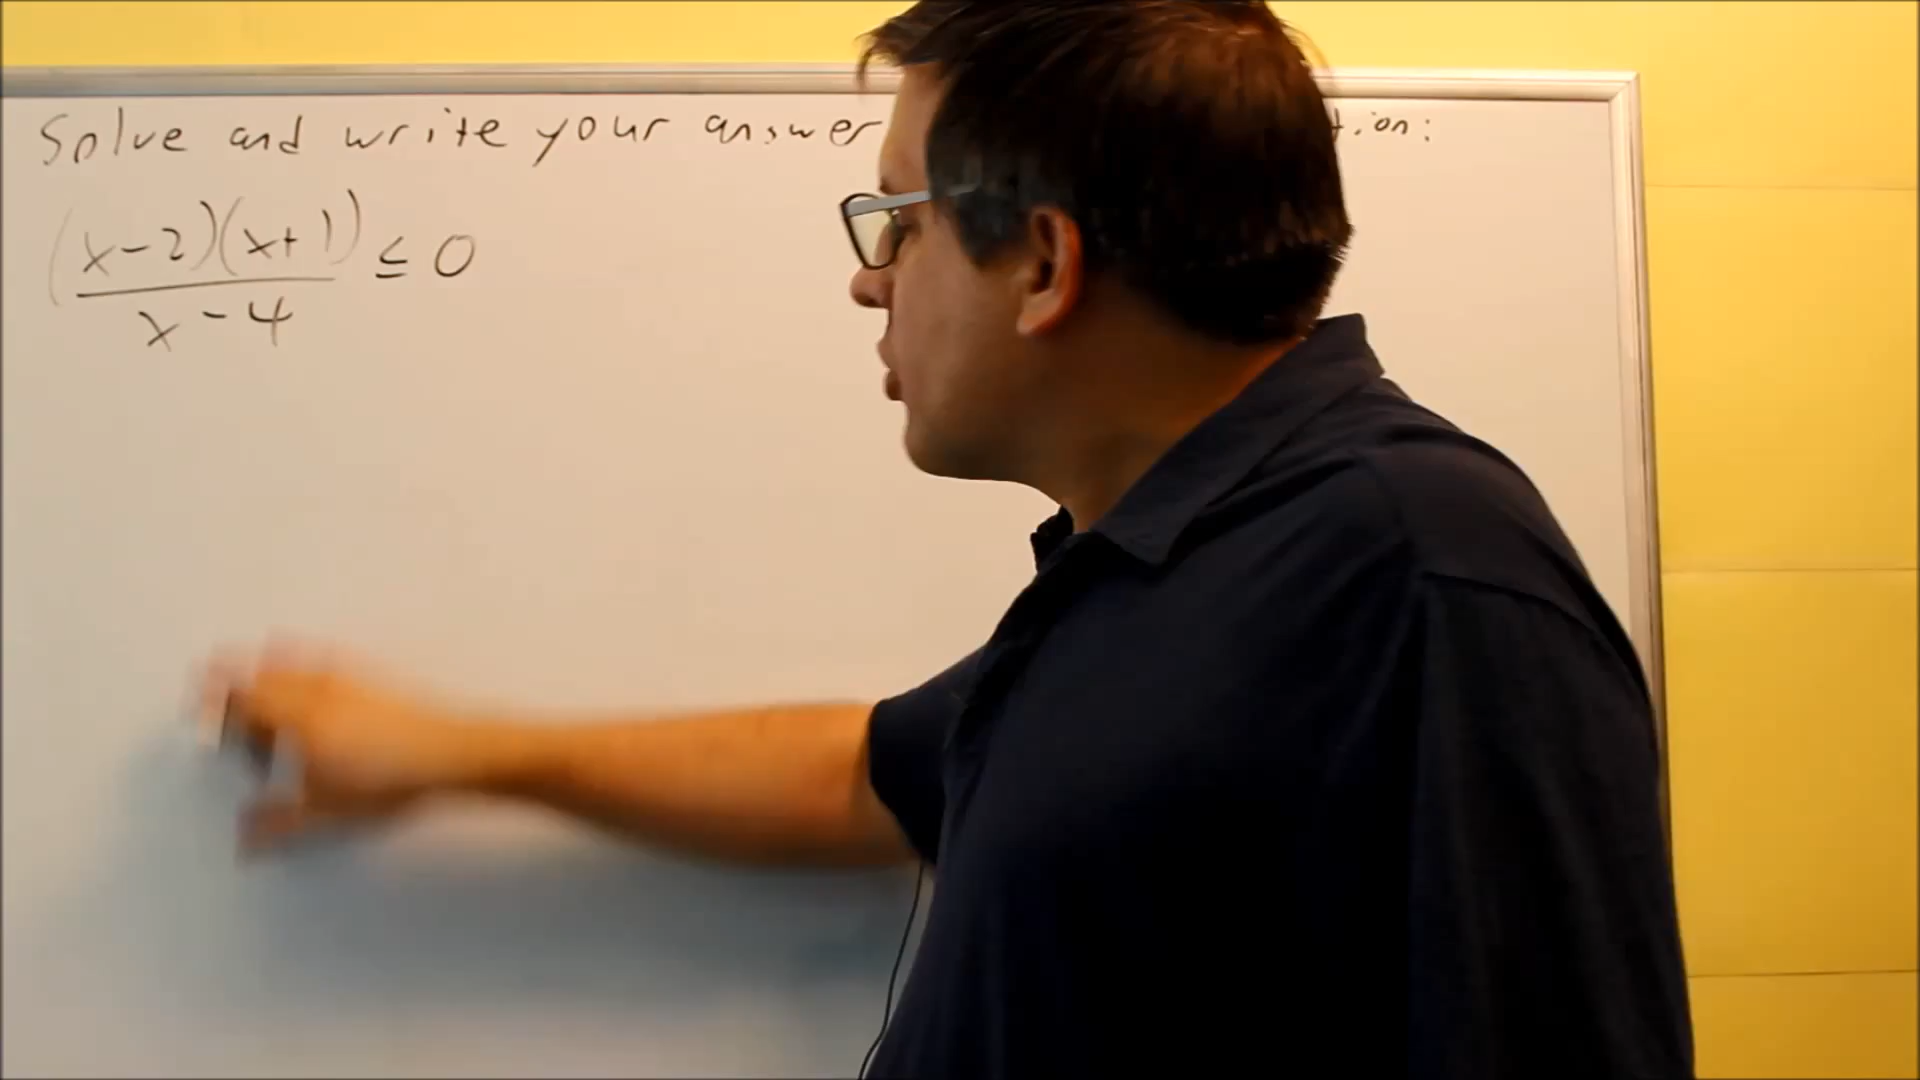 Solve and write your answer tion:
(x-2)(x+1) ≤ 0
x-4